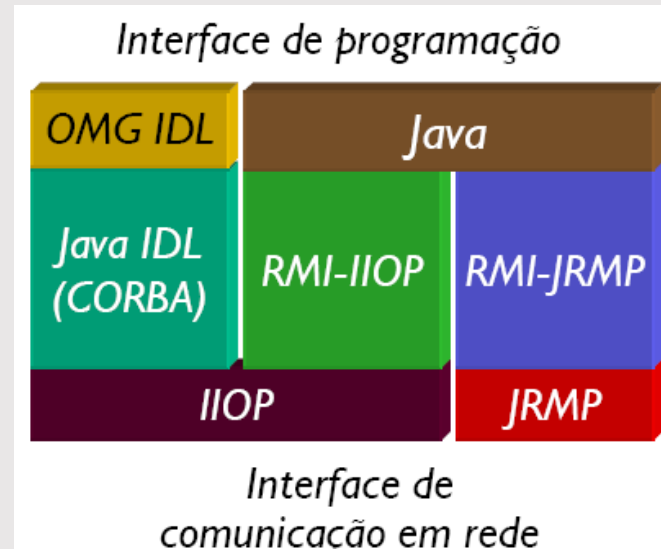 Interface de programação
OMG IDL
Java
Java IDL
(CORBA)
RMI-IIOP
RMI-JRMP
IIOP
JRMP
Interface de
comunicação em rede